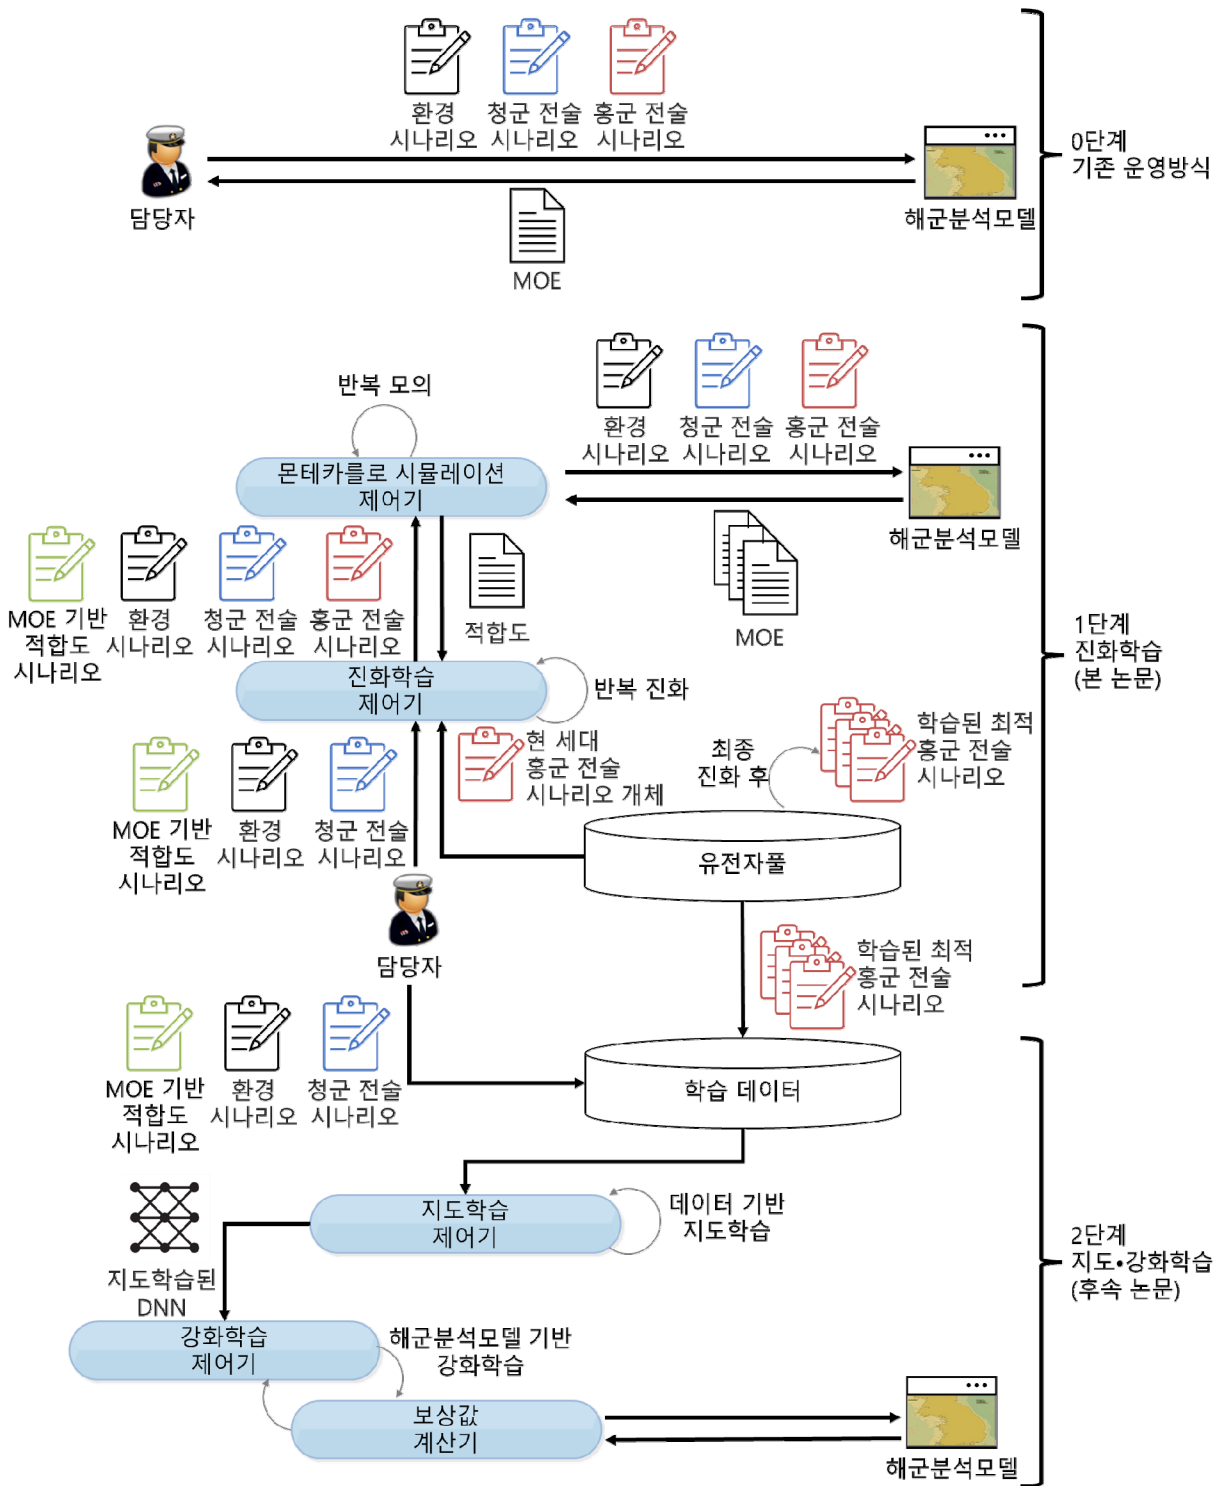 환경
시나리오
청군 전술
시나리오
홍군 전술
시나리오
담당자
해군분석모델
MOE
0단계
기존 운영방식
반복 모의
환경
시나리오
청군 전술
시나리오
홍군 전술
시나리오
몬테카를로 시뮬레이션
제어기
해군분석모델
MOE
MOE 기반
적합도
시나리오
환경
시나리오
청군 전술
시나리오
홍군 전술
시나리오
적합도
진화학습
제어기
반복 진화
1단계
진화학습
(본 논문)
현 세대
홍군 전술
시나리오 개체
최종
진화 후
학습된 최적
홍군 전술
시나리오
MOE 기반
적합도
시나리오
환경
시나리오
청군 전술
시나리오
유전자풀
담당자
학습된 최적
홍군 전술
시나리오
MOE 기반
적합도
시나리오
환경
시나리오
청군 전술
시나리오
학습 데이터
지도학습
제어기
데이터 기반
지도학습
지도학습된
DNN
2단계
지도•강화학습
(후속 논문)
강화학습
제어기
해군분석모델 기반
강화학습
보상값
계산기
해군분석모델